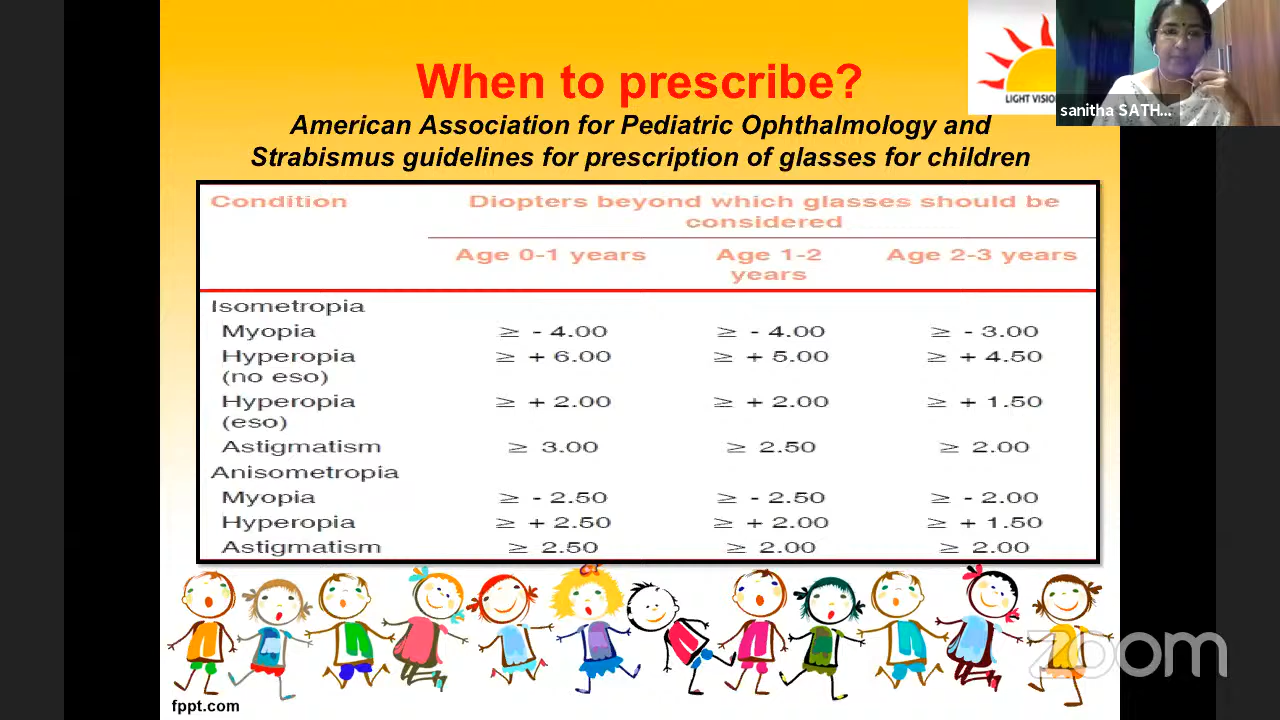 When to prescribe?
American Association for Pediatric Ophthalmology and
Strabismus guidelines for prescription of glasses for children
LIGHT VISIO
sanitha SATH...
Condition Diopters beyond which glasses should be
considered
Age 0-1 years Age 1-2 Age 2-3 years
years
Isometropia
Myopia ≥ - 4.00 ≥ - 4.00 ≥ - 3.00
Hyperopia ≥ + 6.00 ≥ + 5.00 ≥ + 4.50
(no eso)
Hyperopia ≥ + 2.00 ≥ + 2.00 ≥ + 1.50
(eso)
Astigmatism ≥ 3.00 ≥ 2.50 ≥ 2.00
Anisometropia
Myopia ≥ - 2.50 ≥ - 2.50 ≥ - 2.00
Hyperopia ≥ + 2.50 ≥ + 2.00 ≥ + 1.50
Astigmatism ≥ 2.50 ≥ 2.00 ≥ 2.00
zoom
fppt.com